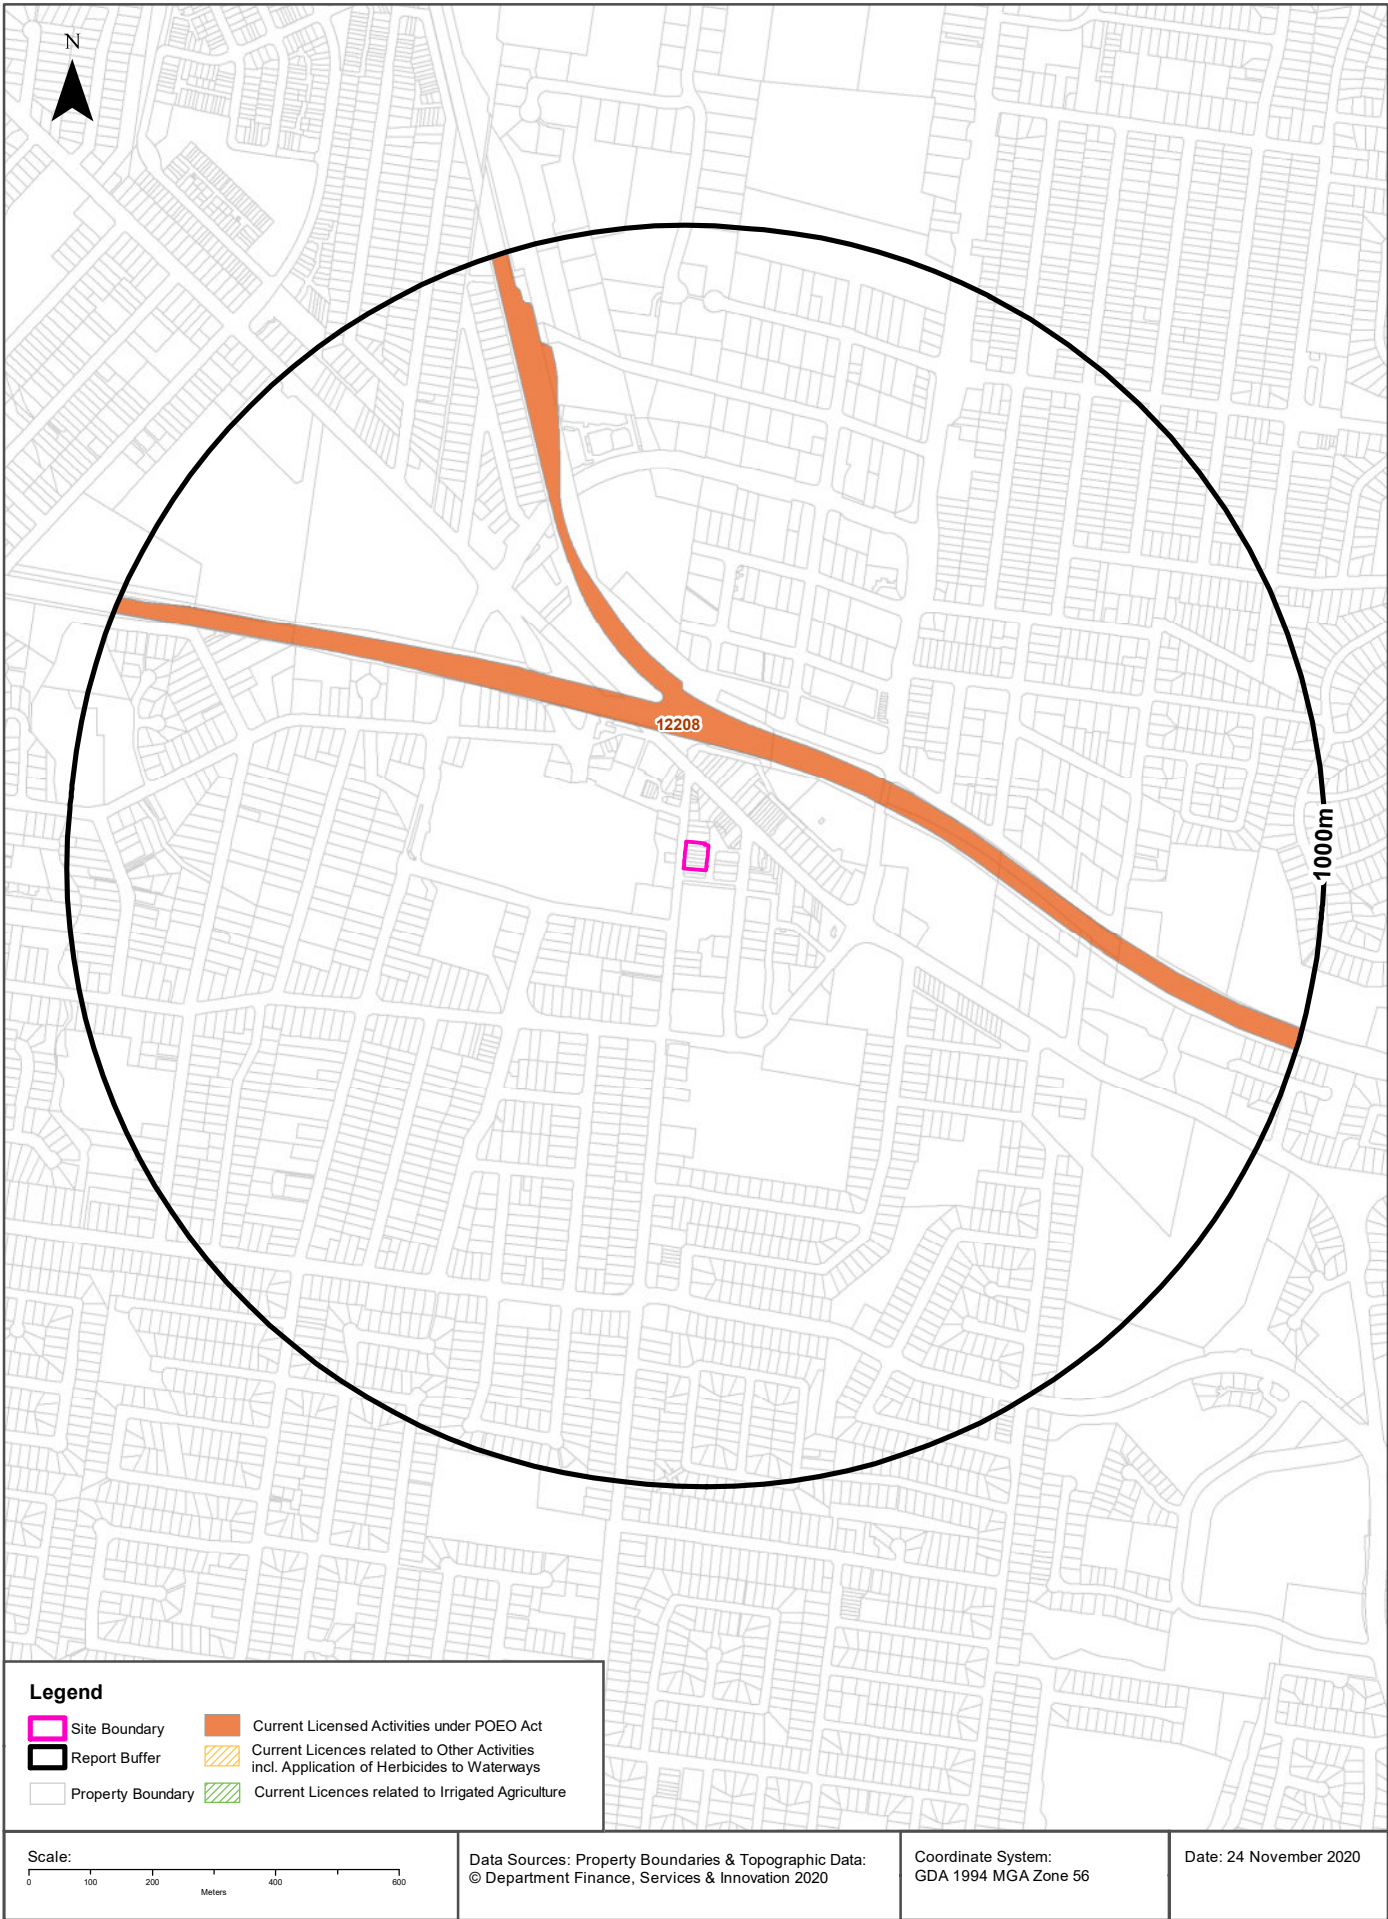 N
12208
1000m
Legend
Site Boundary
Report Buffer
Property Boundary
Current Licensed Activities under POEO Act
Current Licences related to Other Activities
incl. Application of Herbicides to Waterways
Current Licences related to Irrigated Agriculture
Scale:
0 100 200 400 600
Meters
Data Sources: Property Boundaries & Topographic Data:
© Department Finance, Services & Innovation 2020
Coordinate System:
GDA 1994 MGA Zone 56
Date: 24 November 2020